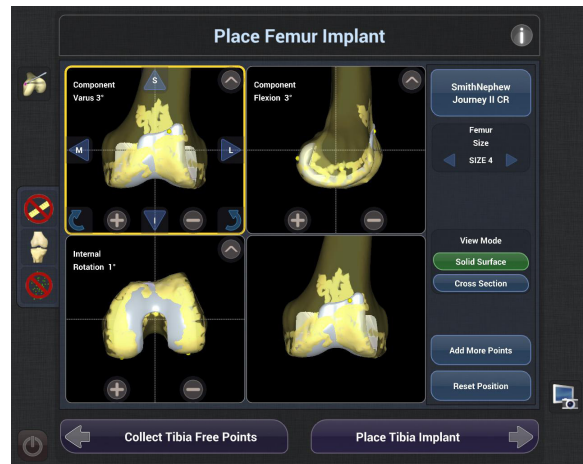 Place Femur Implant
i
Component
Varus 3°
S
M
L
I
Component
Flexion 3°
Internal
Rotation 1°
SmithNephew
Journey II CR
Femur
Size
SIZE 4
View Mode
Solid Surface
Cross Section
Add More Points
Reset Position
Collect Tibia Free Points
Place Tibia Implant